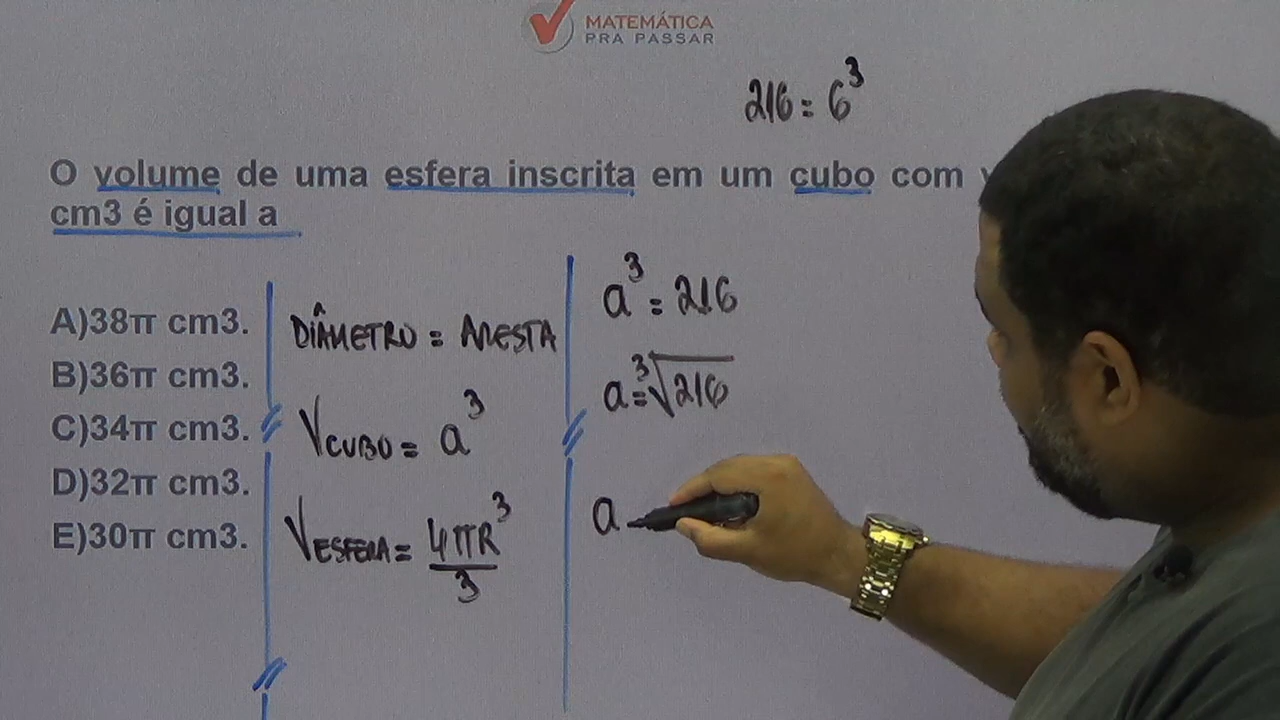 MATEMÁTICA
PRA PASSAR
216 = 6³
O volume de uma esfera inscrita em um cubo com
cm3 é igual a
A)38π cm3.
B)36π cm3.
C)34π cm3.
D)32π cm3.
E)30π cm3.
DIÂMETRO = ARESTA
VCUBO = a³
VESFERA = 4πR³/3
a³ = 216
a = ³√216
a